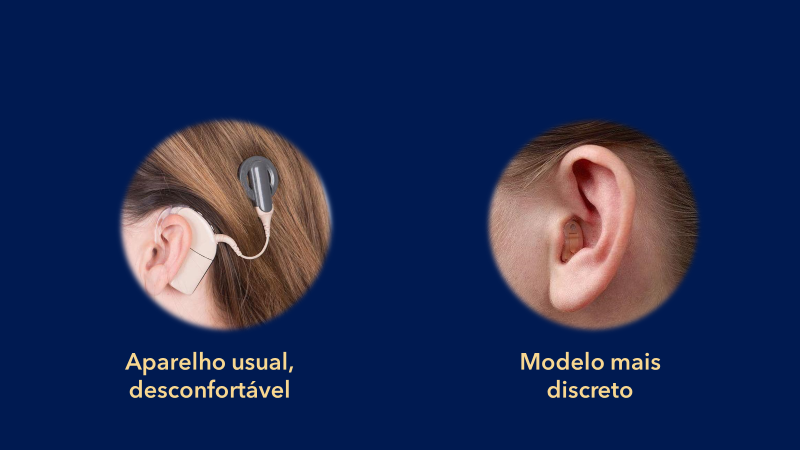 Aparelho usual,
desconfortável
Modelo mais
discreto